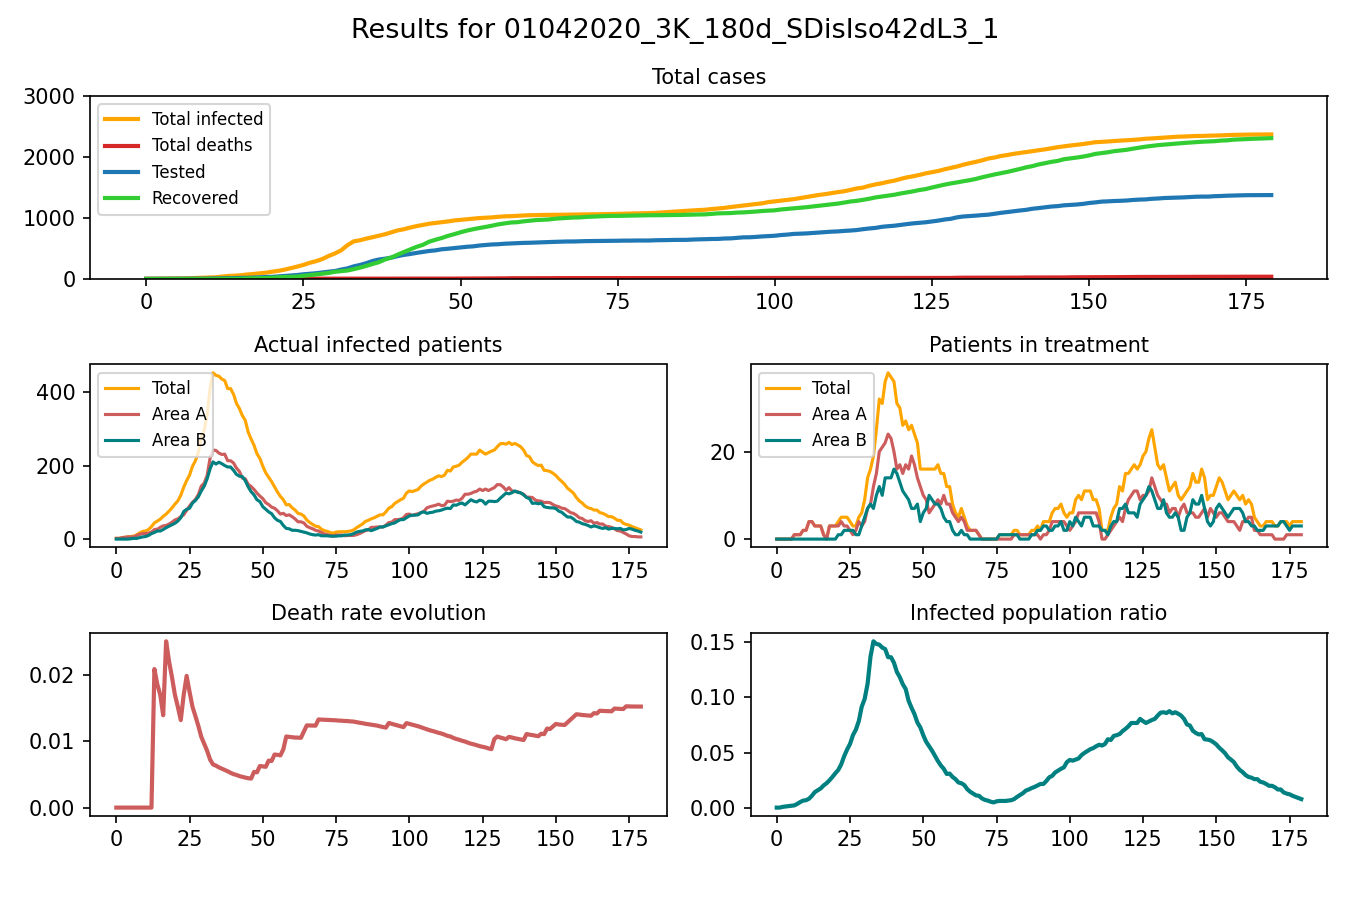 Results for 01042020_3K_180d_SDisIso42dL3_1
Total cases
3000
2000
1000
0
Total infected
Total deaths
Tested
Recovered
0 25 50 75 100 125 150 175
Actual infected patients
400
200
0
Total
Area A
Area B
0 25 50 75 100 125 150 175
Patients in treatment
20
0
Total
Area A
Area B
0 25 50 75 100 125 150 175
Death rate evolution
0.02
0.01
0.00
0 25 50 75 100 125 150 175
Infected population ratio
0.15
0.10
0.05
0.00
0 25 50 75 100 125 150 175